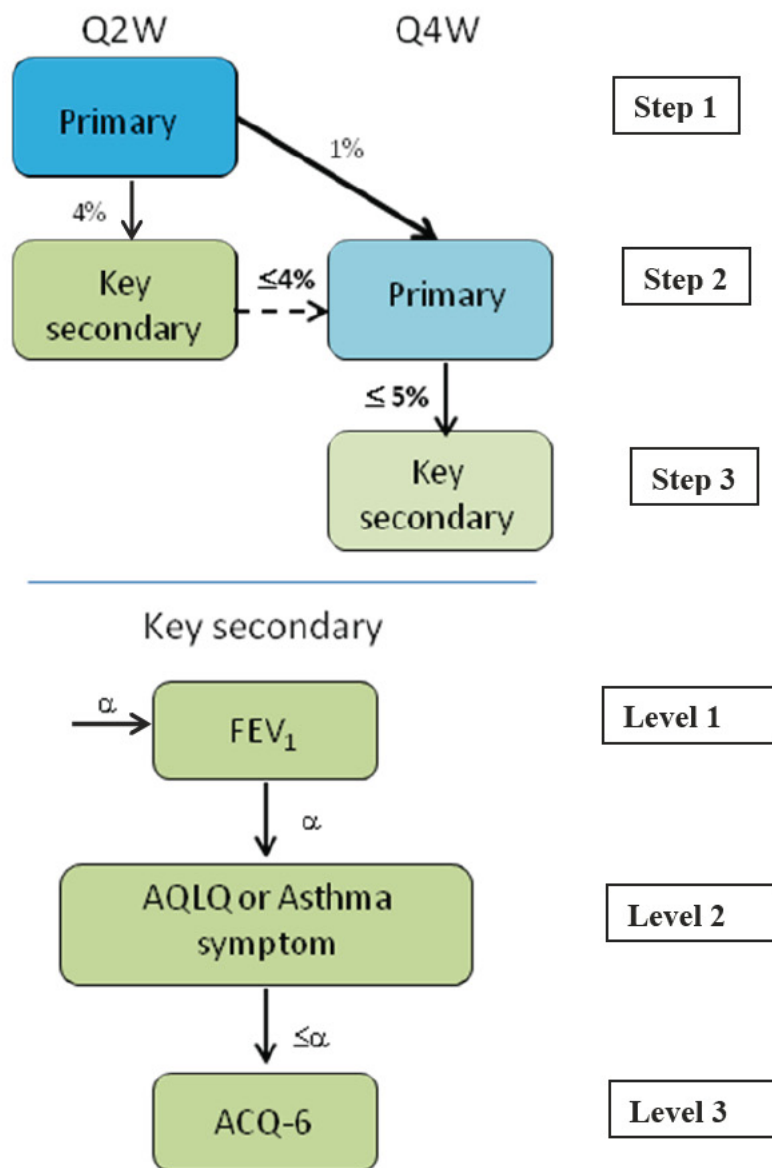 Q2W Q4W
Primary
Step 1
1%
4%
Key
secondary
≤4%
Primary
Step 2
≤ 5%
Key
secondary
Step 3
Key secondary
α
FEV₁
Level 1
α
AQLQ or Asthma
symptom
Level 2
≤α
ACQ-6
Level 3